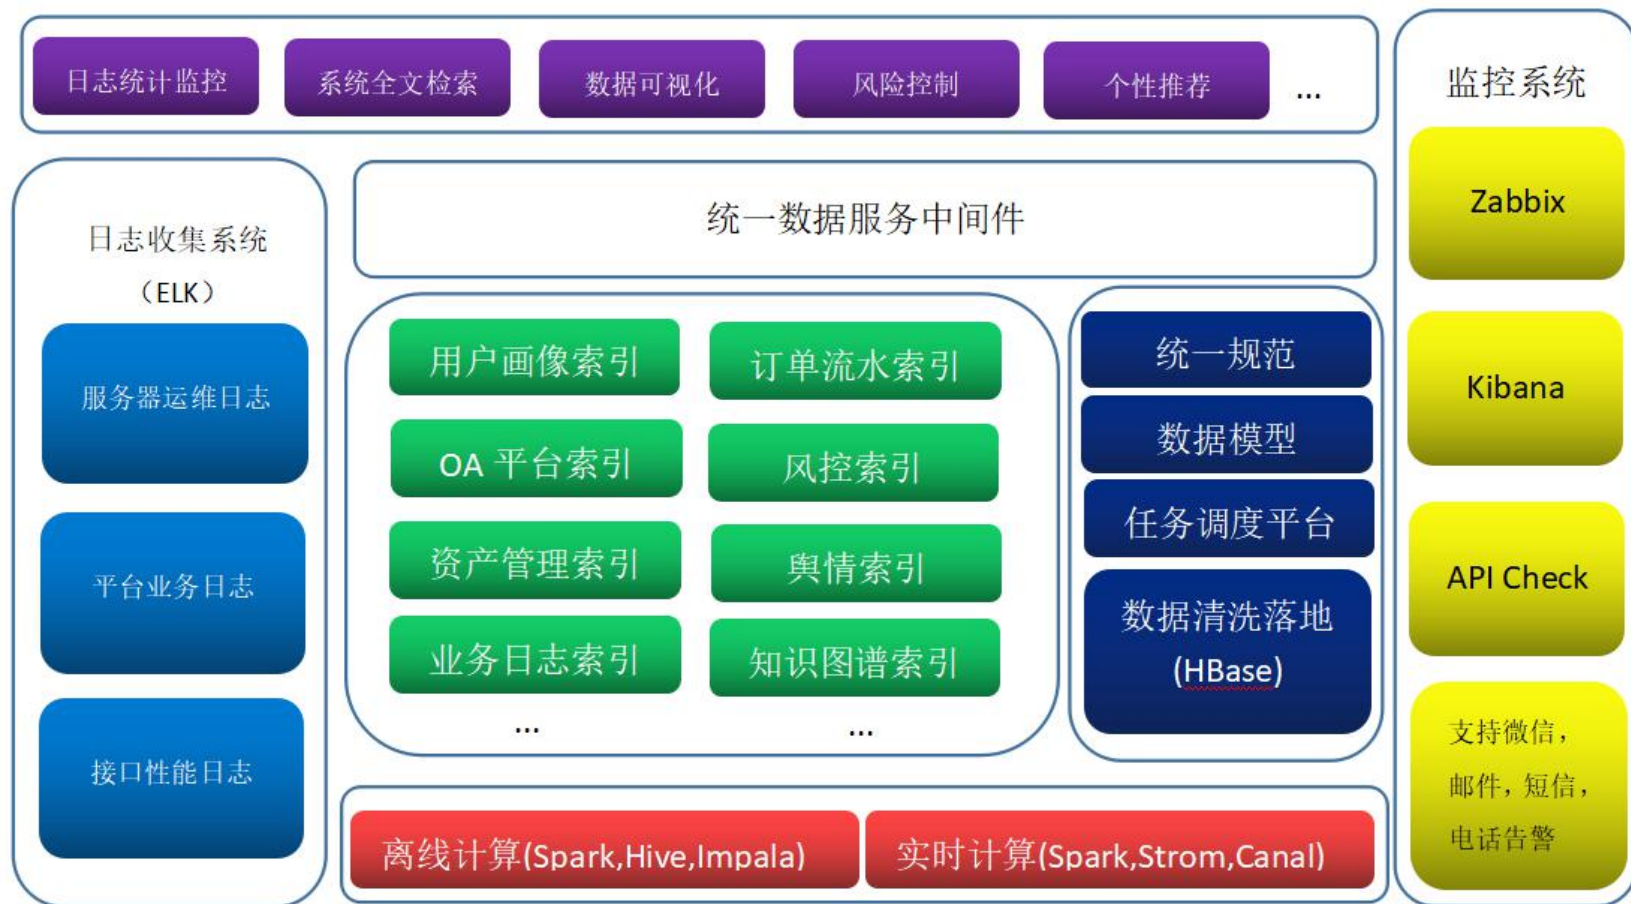 日志统计监控
系统全文检索
数据可视化
风险控制
个性推荐
...
日志收集系统
（ELK）
服务器运维日志
平台业务日志
接口性能日志
统一数据服务中间件
用户画像索引
订单流水索引
OA 平台索引
风控索引
资产管理索引
舆情索引
业务日志索引
知识图谱索引
...
...
统一规范
数据模型
任务调度平台
数据清洗落地
(HBase)
离线计算(Spark,Hive,Impala)
实时计算(Spark,Strom,Canal)
监控系统
Zabbix
Kibana
API Check
支持微信，
邮件，短信，
电话告警